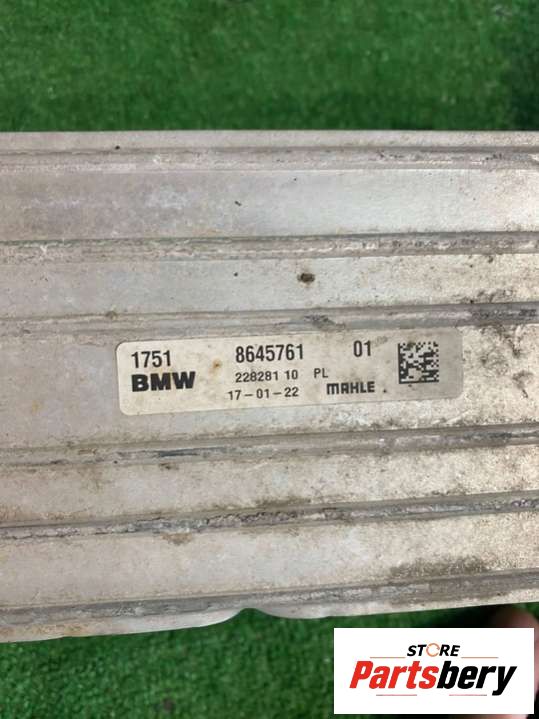 1751 8645761 01
BMW 228281 10 PL
17-01-22 MAHLE
STORE
Partsbery